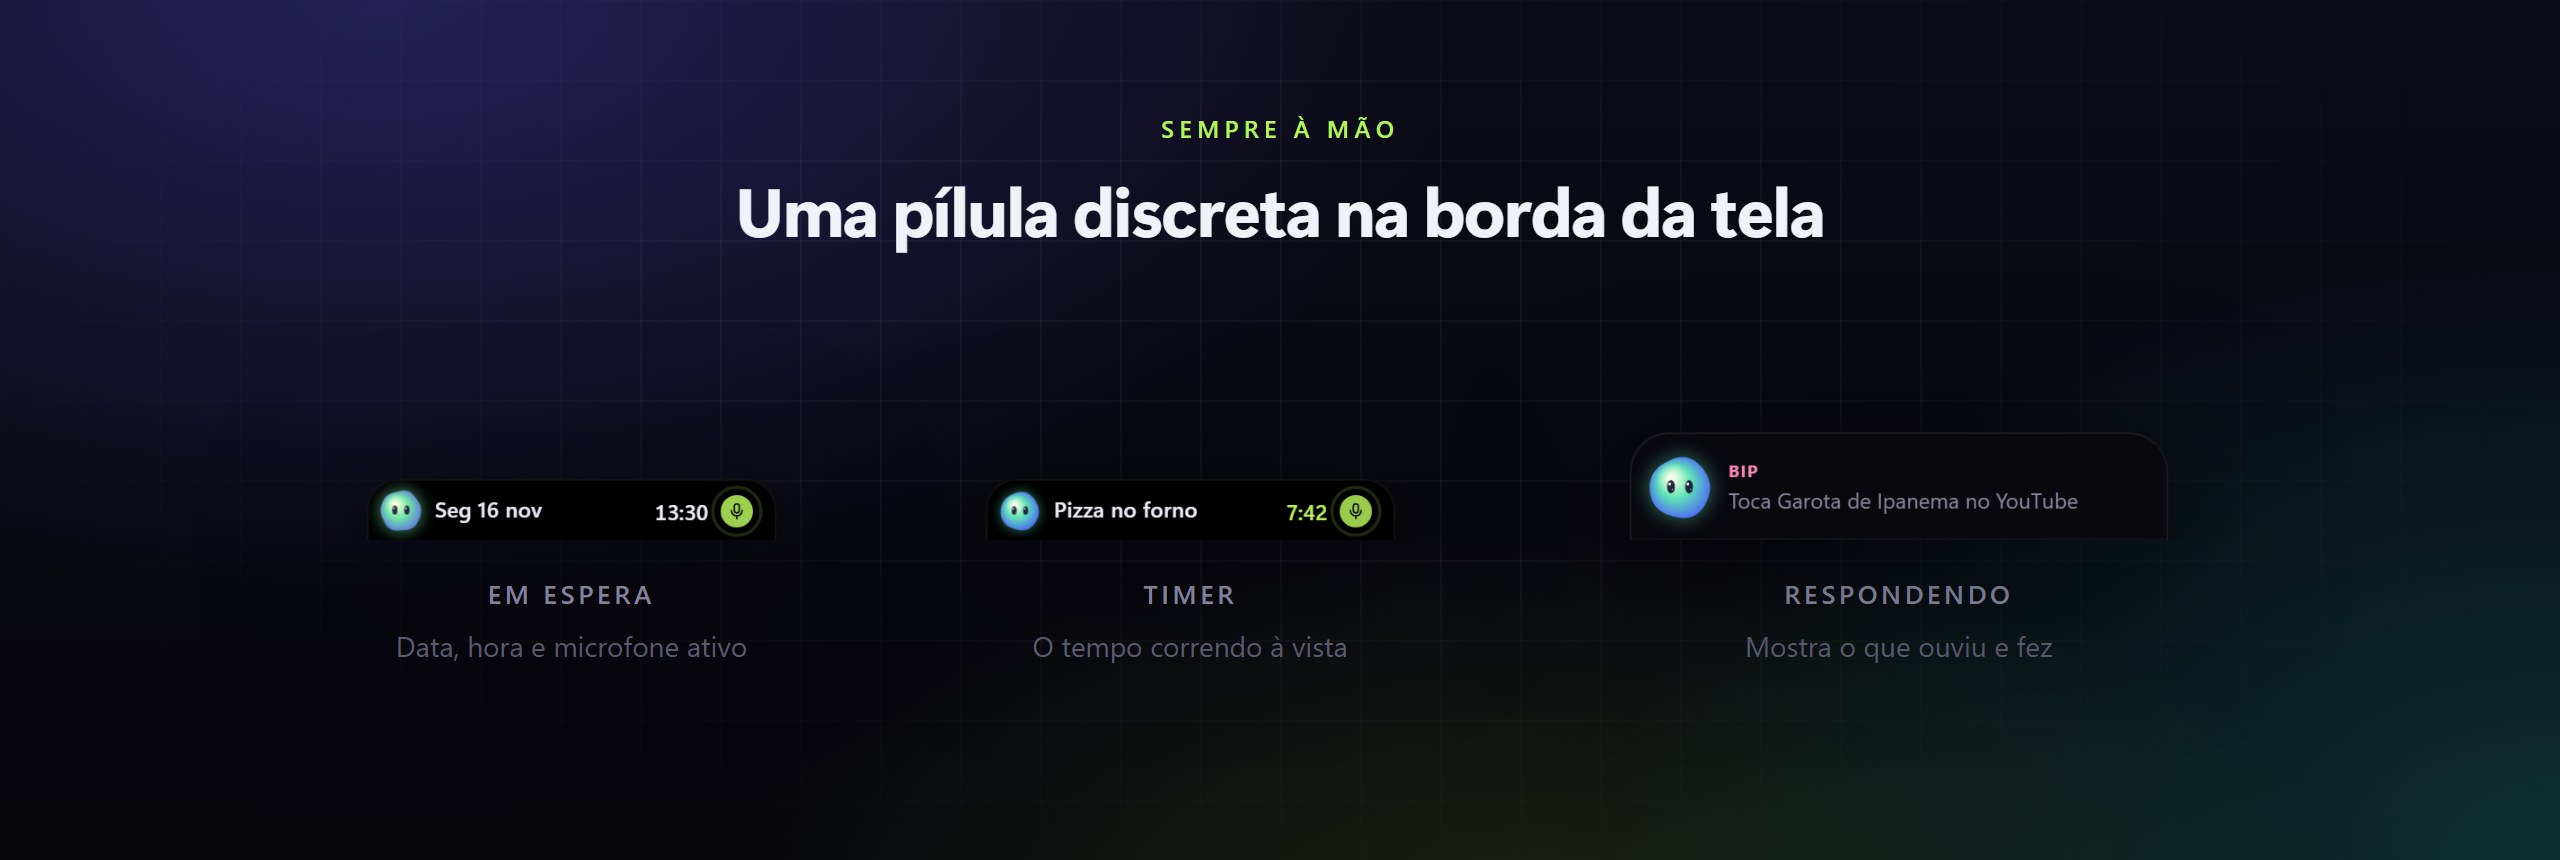 SEMPRE À MÃO
Uma pílula discreta na borda da tela
Seg 16 nov 13:30
EM ESPERA
Data, hora e microfone ativo
Pizza no forno 7:42
TIMER
O tempo correndo à vista
BIP
Toca Garota de Ipanema no YouTube
RESPONDENDO
Mostra o que ouviu e fez